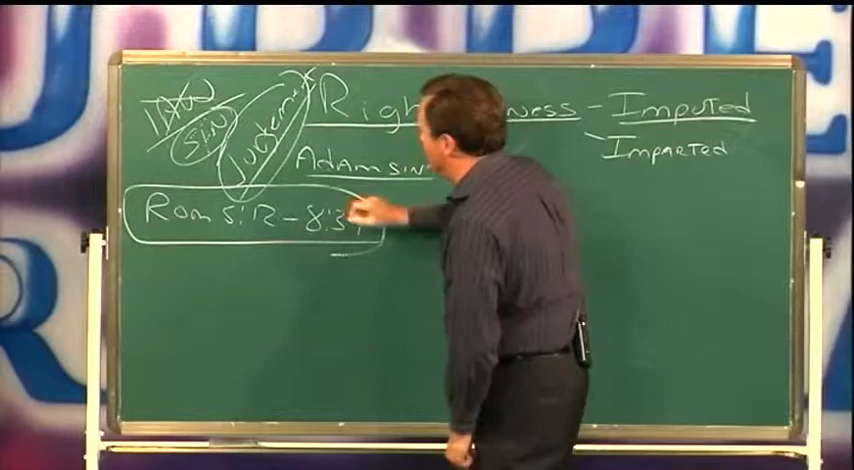 LAW
SIN
Judgement
Righ ness - Imputed
Imparted
Adam SIN
Rom 5:12 - 8:3